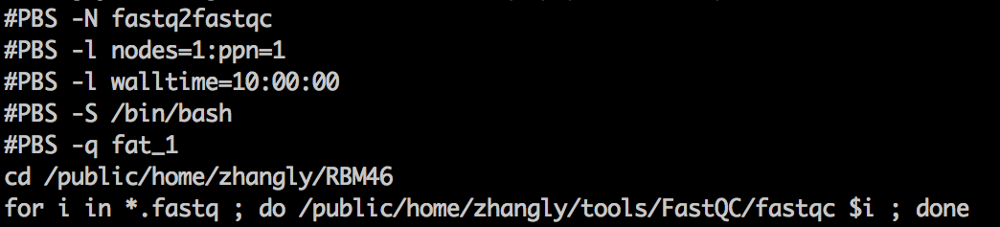 #PBS -N fastq2fastqc
#PBS -l nodes=1:ppn=1
#PBS -l walltime=10:00:00
#PBS -S /bin/bash
#PBS -q fat_1
cd /public/home/zhangly/RBM46
for i in *.fastq ; do /public/home/zhangly/tools/FastQC/fastqc $i ; done